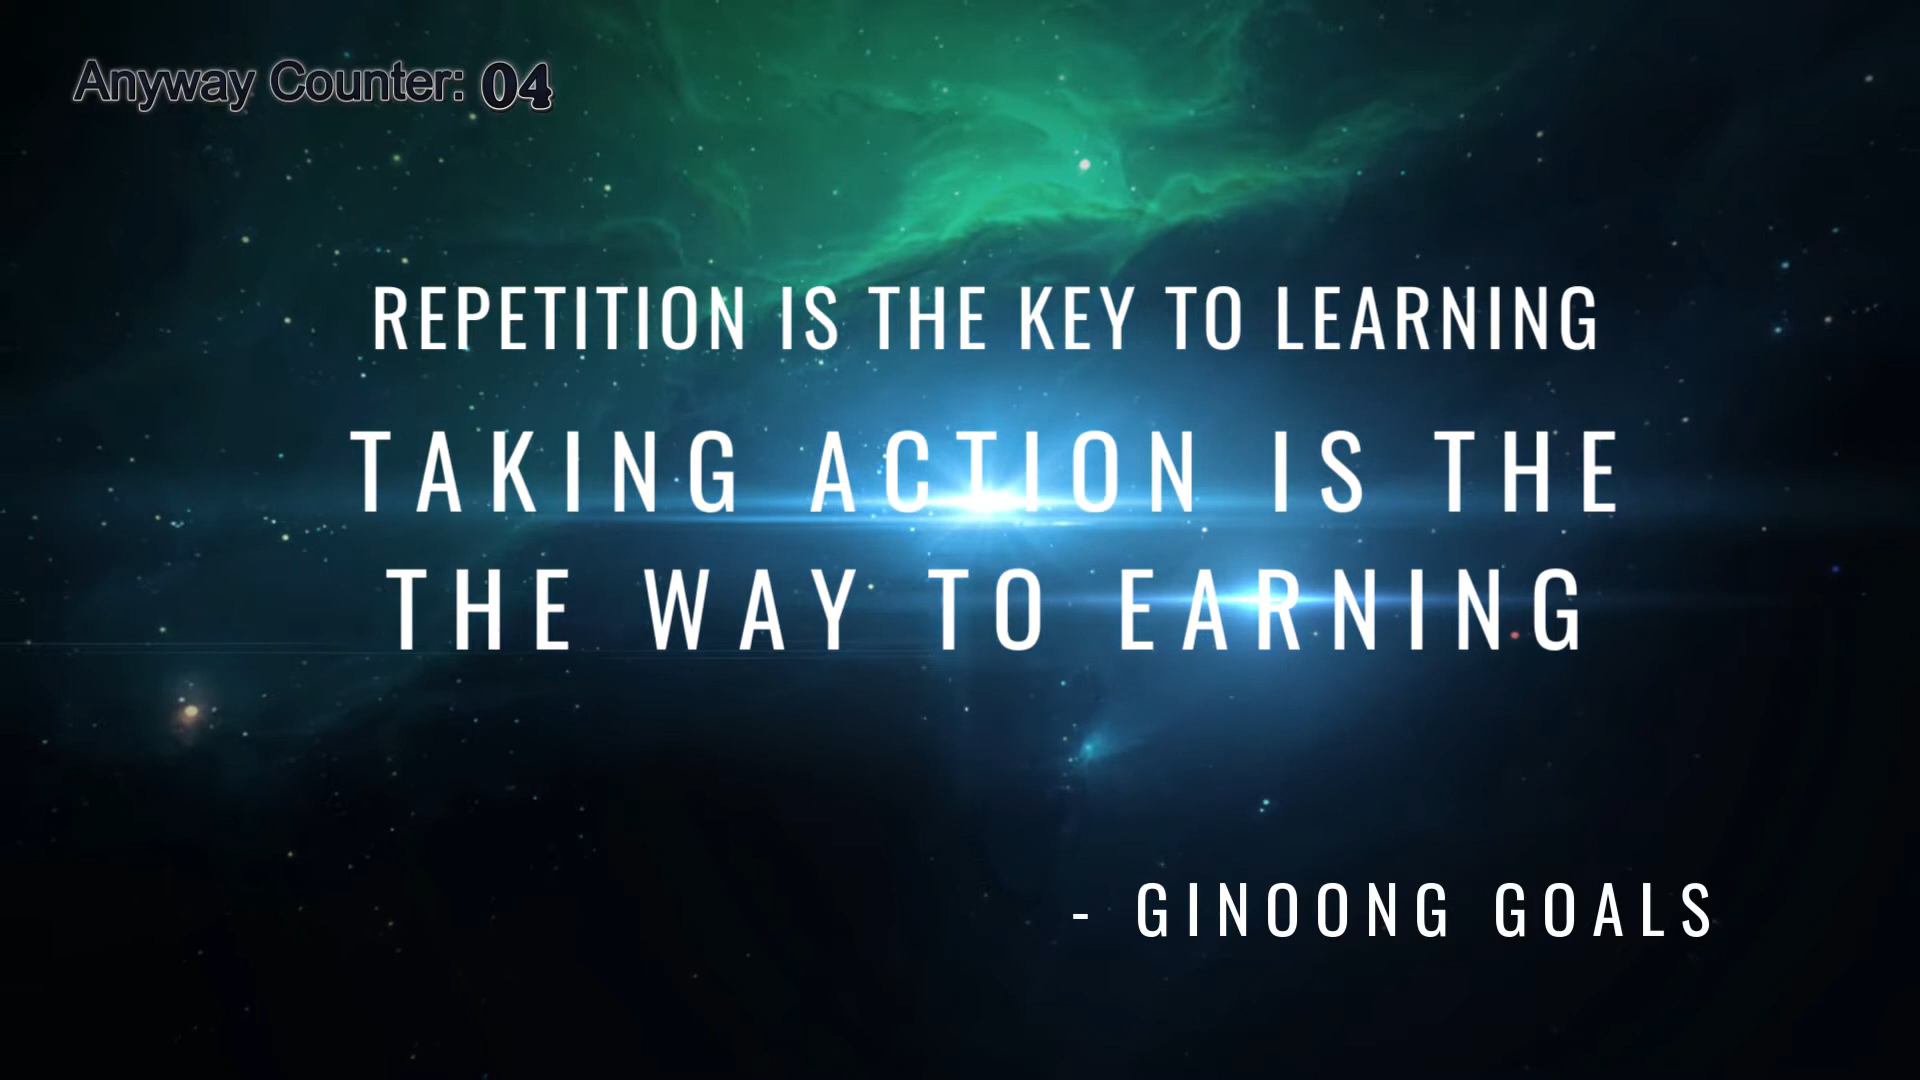 Anyway Counter: 04
REPETITION IS THE KEY TO LEARNING
TAKING ACTION IS THE
THE WAY TO EARNING
- GINOONG GOALS